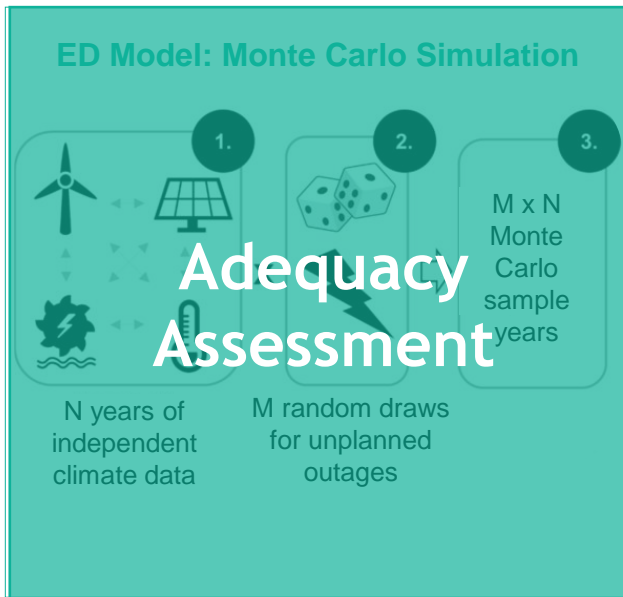 ED Model: Monte Carlo Simulation
1.
2.
3.
M x N
Monte
Carlo
sample
years
Adequacy
Assessment
N years of
independent
climate data
M random draws
for unplanned
outages